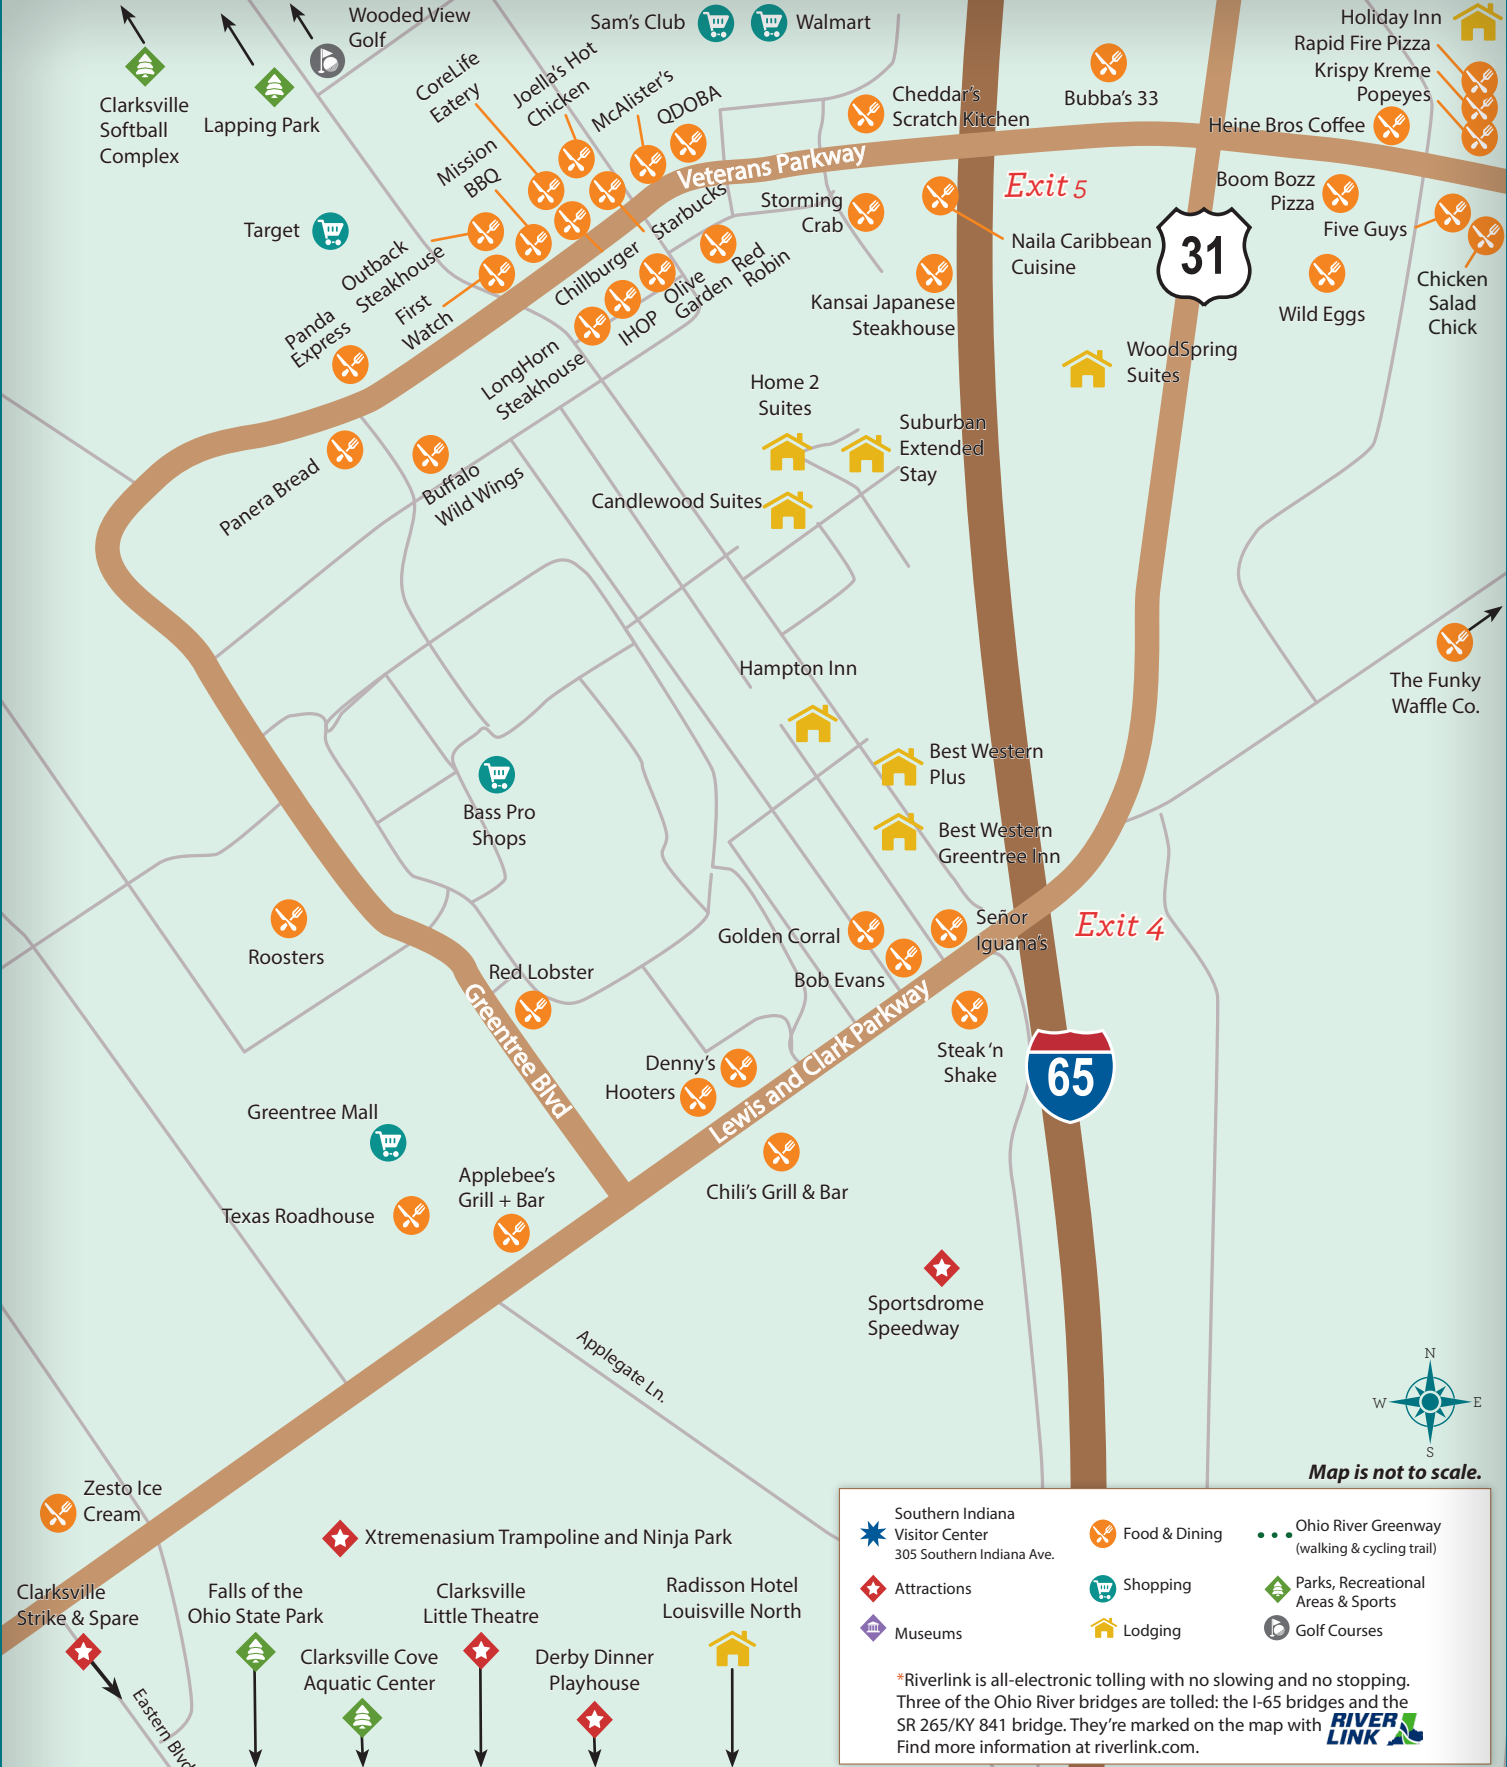 Wooded View
Golf
Sam's Club
Walmart
Holiday Inn
Rapid Fire Pizza
Krispy Kreme
Popeyes
Clarksville
Softball
Complex
Lapping Park
CoreLife
Eatery
Joella's Hot
Chicken
McAlister's
QDOBA
Cheddar's
Scratch Kitchen
Bubba's 33
Heine Bros Coffee
Mission
BBQ
Veterans Parkway
Exit 5
Boom Bozz
Pizza
Five Guys
Target
Outback
Steakhouse
Starbucks
Storming
Crab
Naila Caribbean
Cuisine
31
Chicken
Salad
Chick
Wild Eggs
First
Watch
Chillburger
Red
Robin
Olive
Garden
IHOP
Kansai Japanese
Steakhouse
Panda
Express
LongHorn
Steakhouse
WoodSpring
Suites
Home 2
Suites
Suburban
Extended
Stay
Candlewood Suites
Panera Bread
Buffalo
Wild Wings
Hampton Inn
The Funky
Waffle Co.
Best Western
Plus
Bass Pro
Shops
Best Western
Greentree Inn
Roosters
Golden Corral
Señor
Iguana's
Exit 4
Bob Evans
Red Lobster
Greentree Blvd
Lewis and Clark Parkway
Steak 'n
Shake
65
Denny's
Hooters
Greentree Mall
Applebee's
Grill + Bar
Texas Roadhouse
Chili's Grill & Bar
Sportsdrome
Speedway
Applegate Ln.
N
W
E
S
Map is not to scale.
Zesto Ice
Cream
Xtremenasium Trampoline and Ninja Park
Clarksville
Strike & Spare
Falls of the
Ohio State Park
Clarksville
Little Theatre
Radisson Hotel
Louisville North
Clarksville Cove
Aquatic Center
Derby Dinner
Playhouse
Eastern Blvd
Southern Indiana
Visitor Center
305 Southern Indiana Ave.
Food & Dining
Ohio River Greenway
(walking & cycling trail)
Attractions
Shopping
Parks, Recreational
Areas & Sports
Museums
Lodging
Golf Courses
*Riverlink is all-electronic tolling with no slowing and no stopping.
Three of the Ohio River bridges are tolled: the I-65 bridges and the
SR 265/KY 841 bridge. They're marked on the map with RIVER LINK
Find more information at riverlink.com.